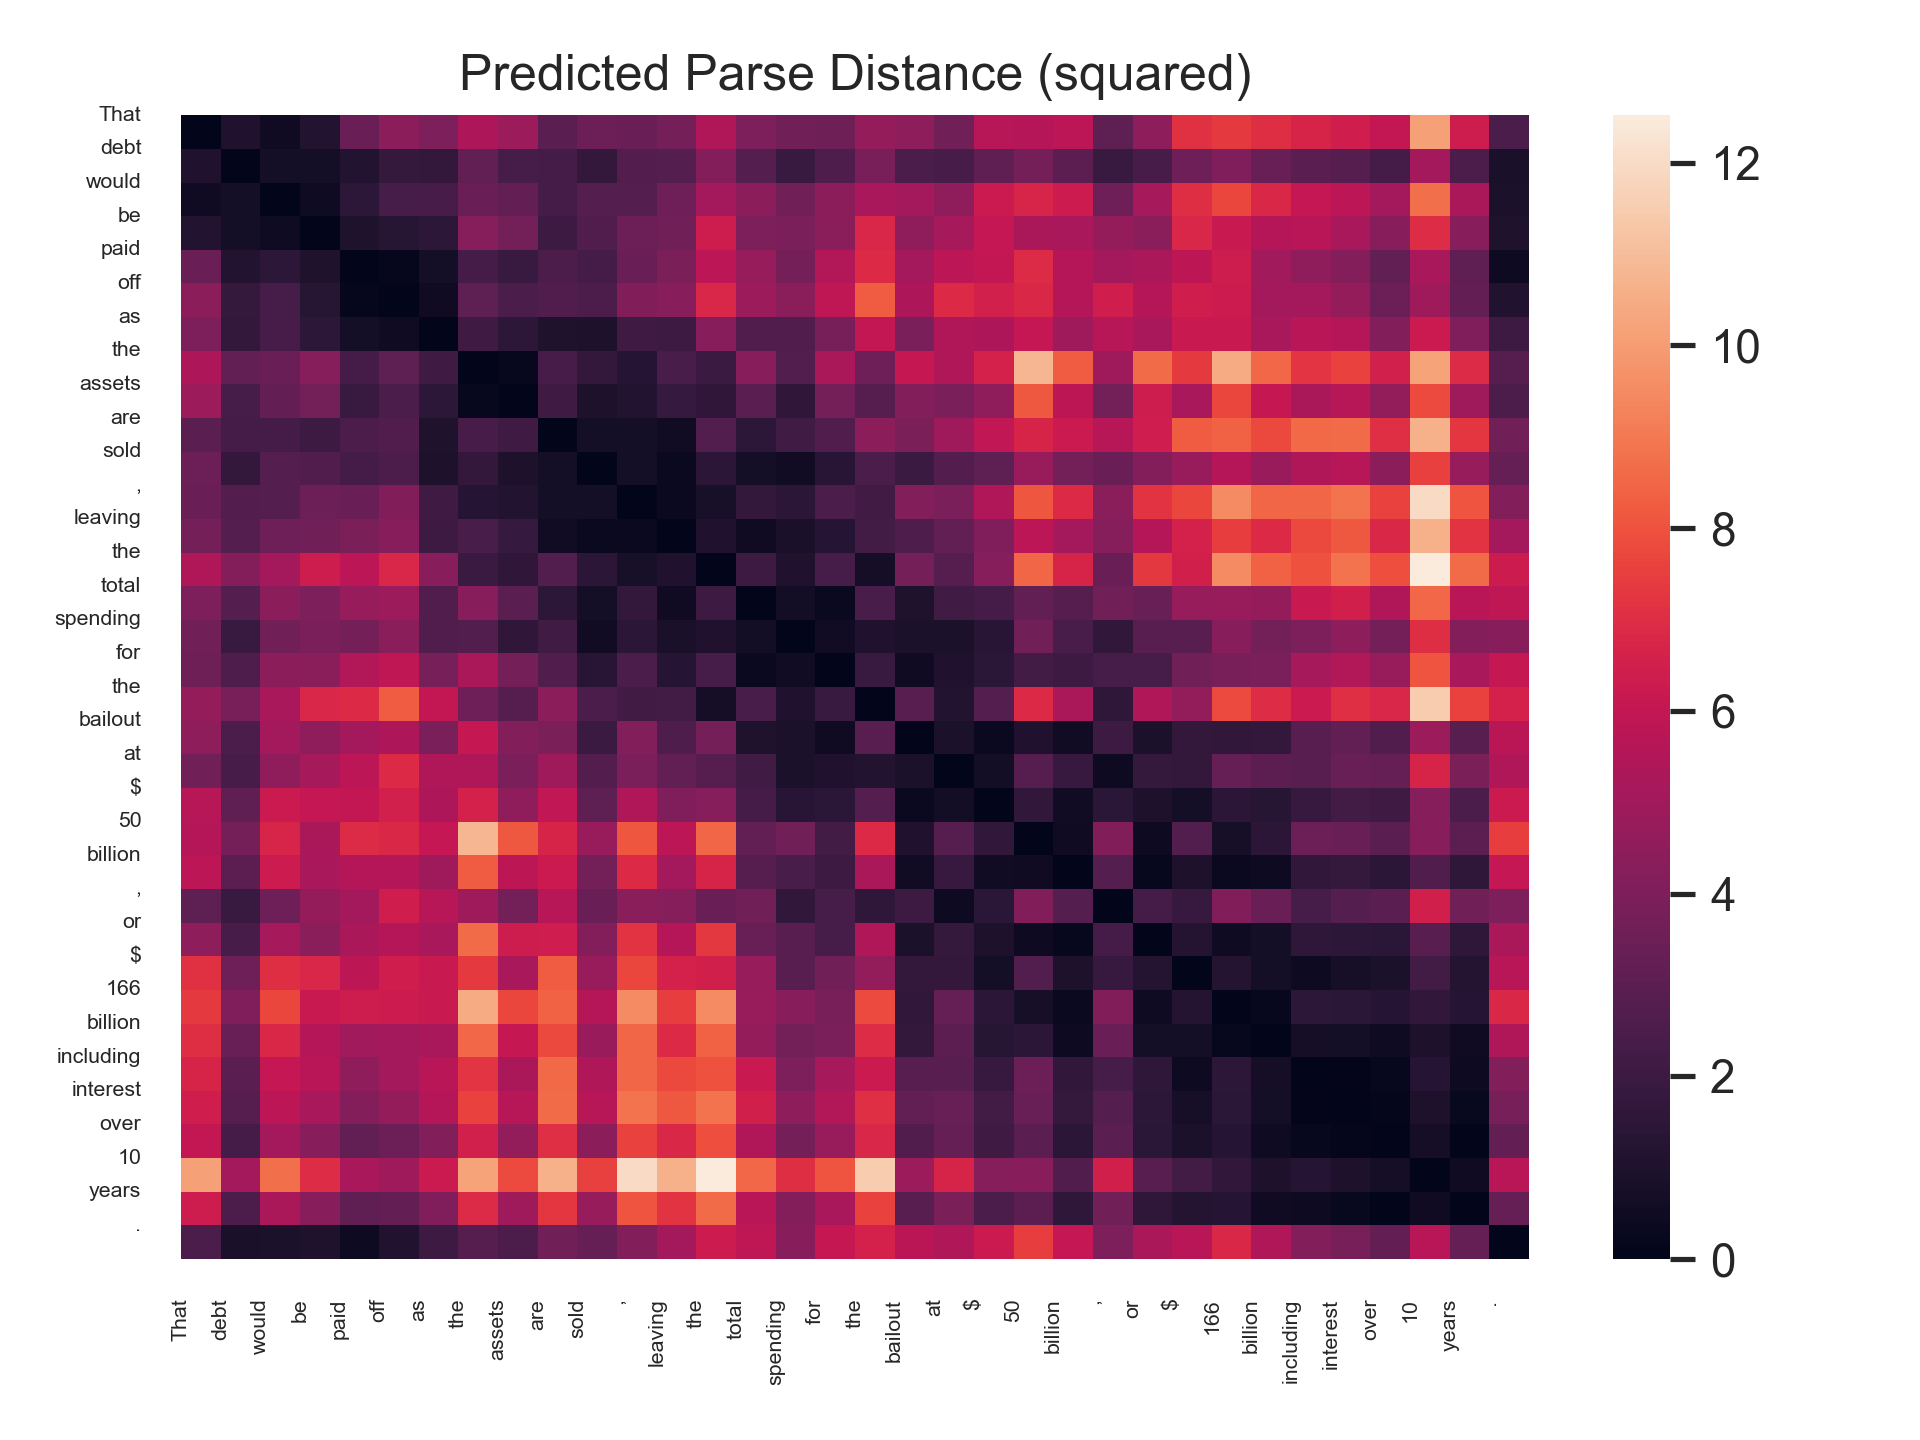 Predicted Parse Distance (squared)
That
debt
would
be
paid
off
as
the
assets
are
sold
,
leaving
the
total
spending
for
the
bailout
at
$
50
billion
,
or
$
166
billion
including
interest
over
10
years
.
12
10
8
6
4
2
0
That
debt
would
be
paid
off
as
the
assets
are
sold
,
leaving
the
total
spending
for
the
bailout
at
$
50
billion
,
or
$
166
billion
including
interest
over
10
years
.